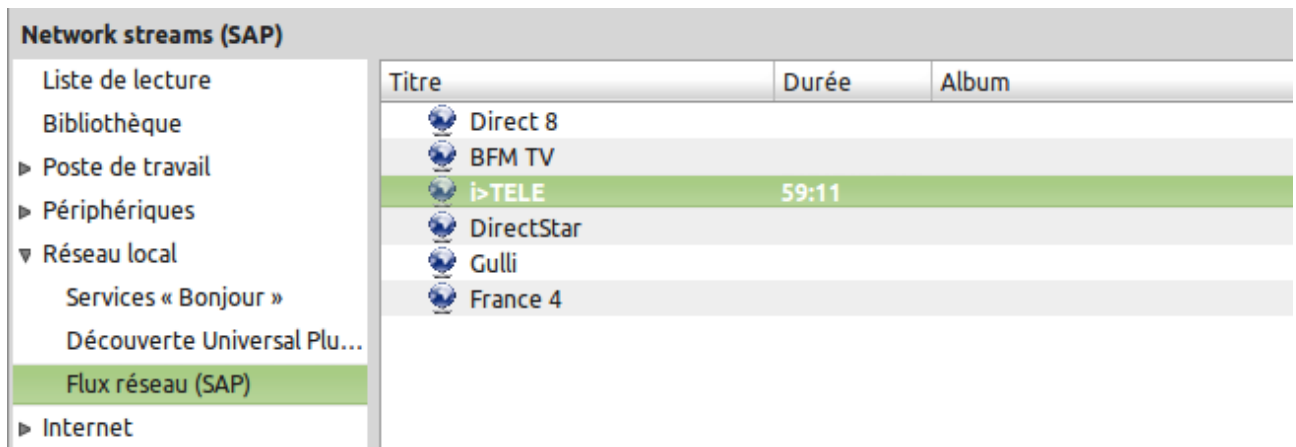 Network streams (SAP)
Liste de lecture
Bibliothèque
Poste de travail
Périphériques
Réseau local
Services « Bonjour »
Découverte Universal Plu...
Flux réseau (SAP)
Internet
Titre Durée Album
Direct 8
BFM TV
i>TELE 59:11
DirectStar
Gulli
France 4